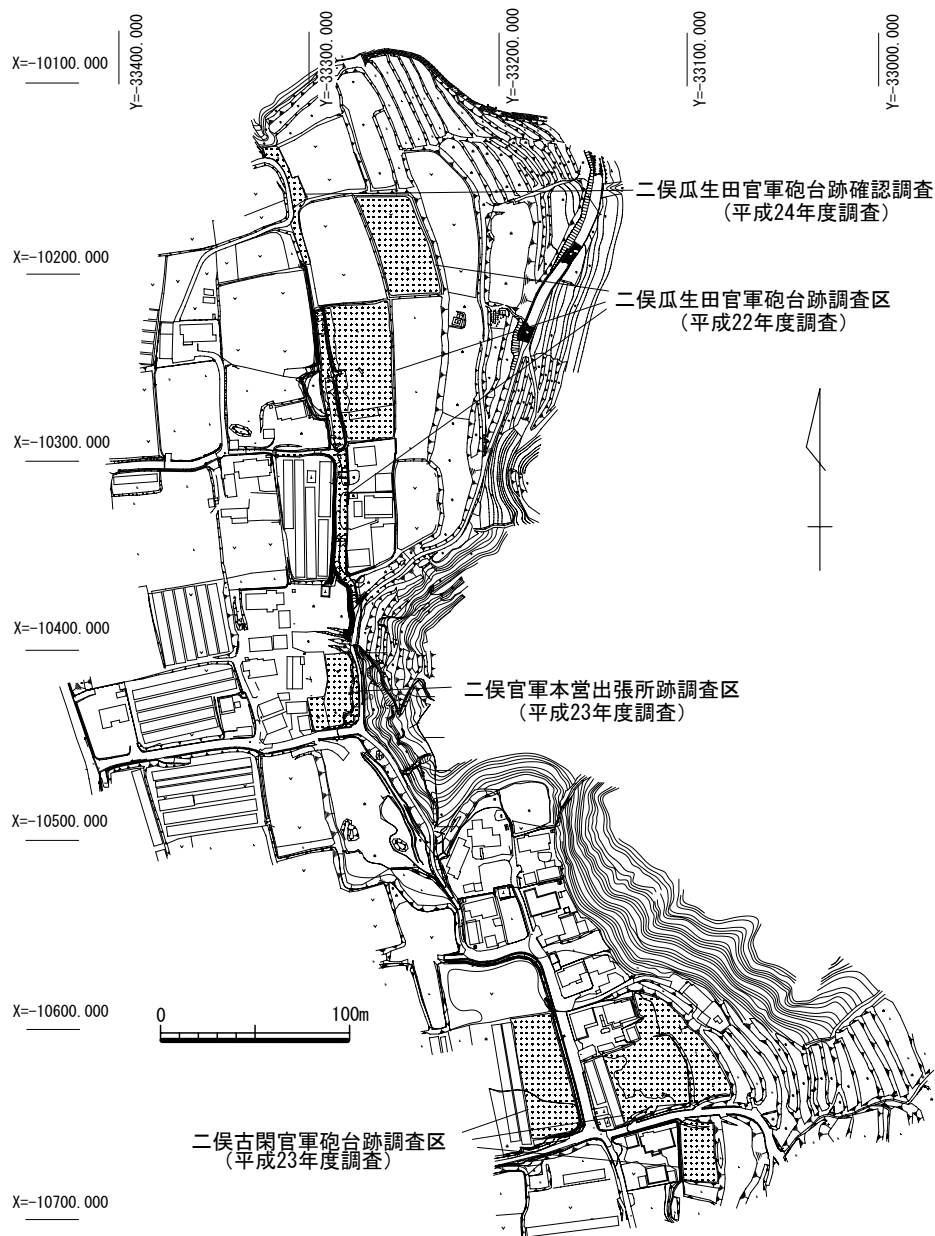 Y=-33400.000
Y=-33300.000
Y=-33200.000
Y=-33100.000
Y=-33000.000
X=-10100.000
二俣瓜生田官軍砲台跡確認調査
(平成24年度調査)
X=-10200.000
二俣瓜生田官軍砲台跡調査区
(平成22年度調査)
X=-10300.000
X=-10400.000
二俣官軍本営出張所跡調査区
(平成23年度調査)
X=-10500.000
X=-10600.000
0 100m
二俣古閑官軍砲台跡調査区
(平成23年度調査)
X=-10700.000